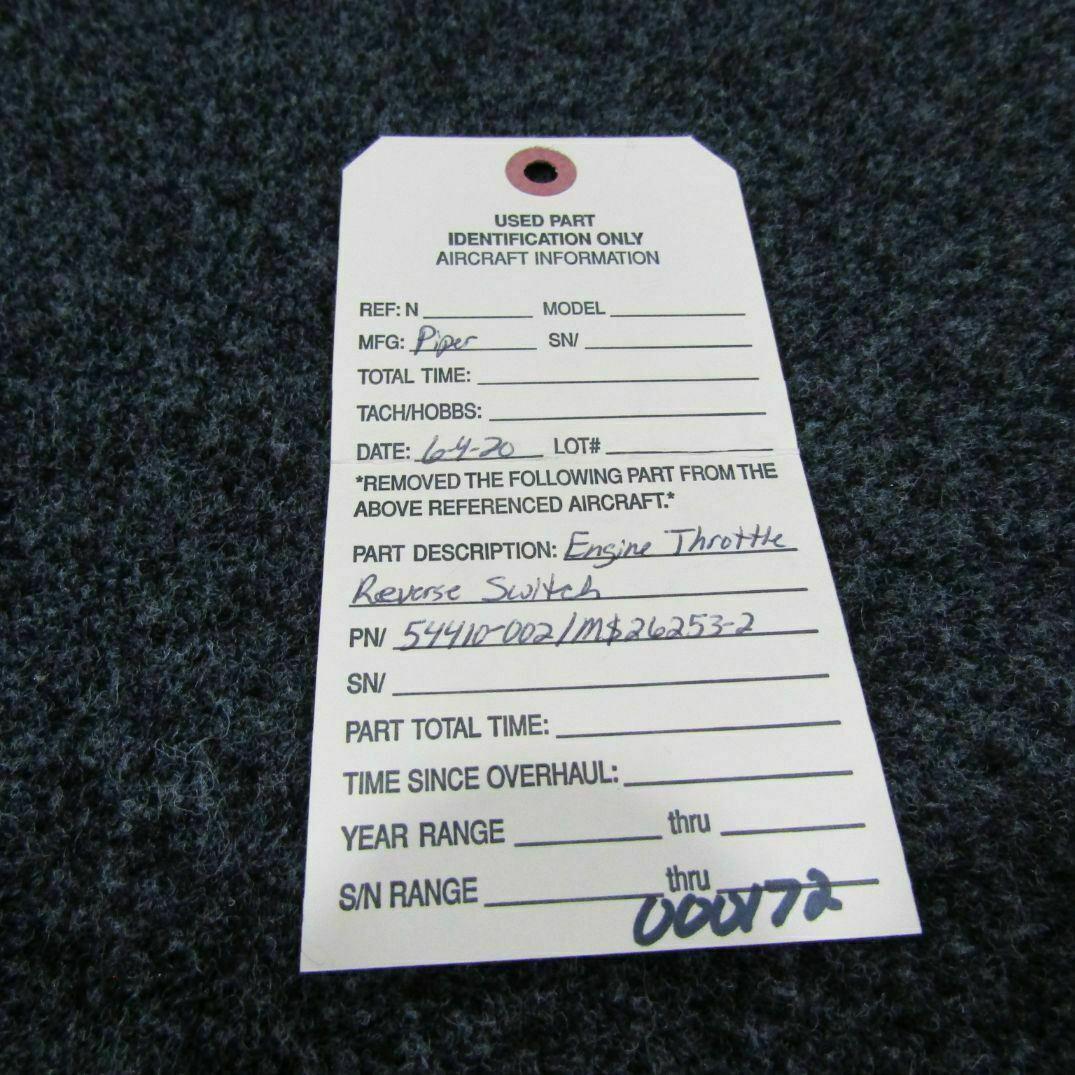 USED PART
IDENTIFICATION ONLY
AIRCRAFT INFORMATION
REF: N MODEL
MFG: Piper SN/
TOTAL TIME:
TACH/HOBBS:
DATE: 6-4-20 LOT#
*REMOVED THE FOLLOWING PART FROM THE
ABOVE REFERENCED AIRCRAFT.*
PART DESCRIPTION: Engine Throttle
Reverse Switch
PN/ 54410-002/M$26253-2
SN/
PART TOTAL TIME:
TIME SINCE OVERHAUL:
YEAR RANGE thru
S/N RANGE thru
000172